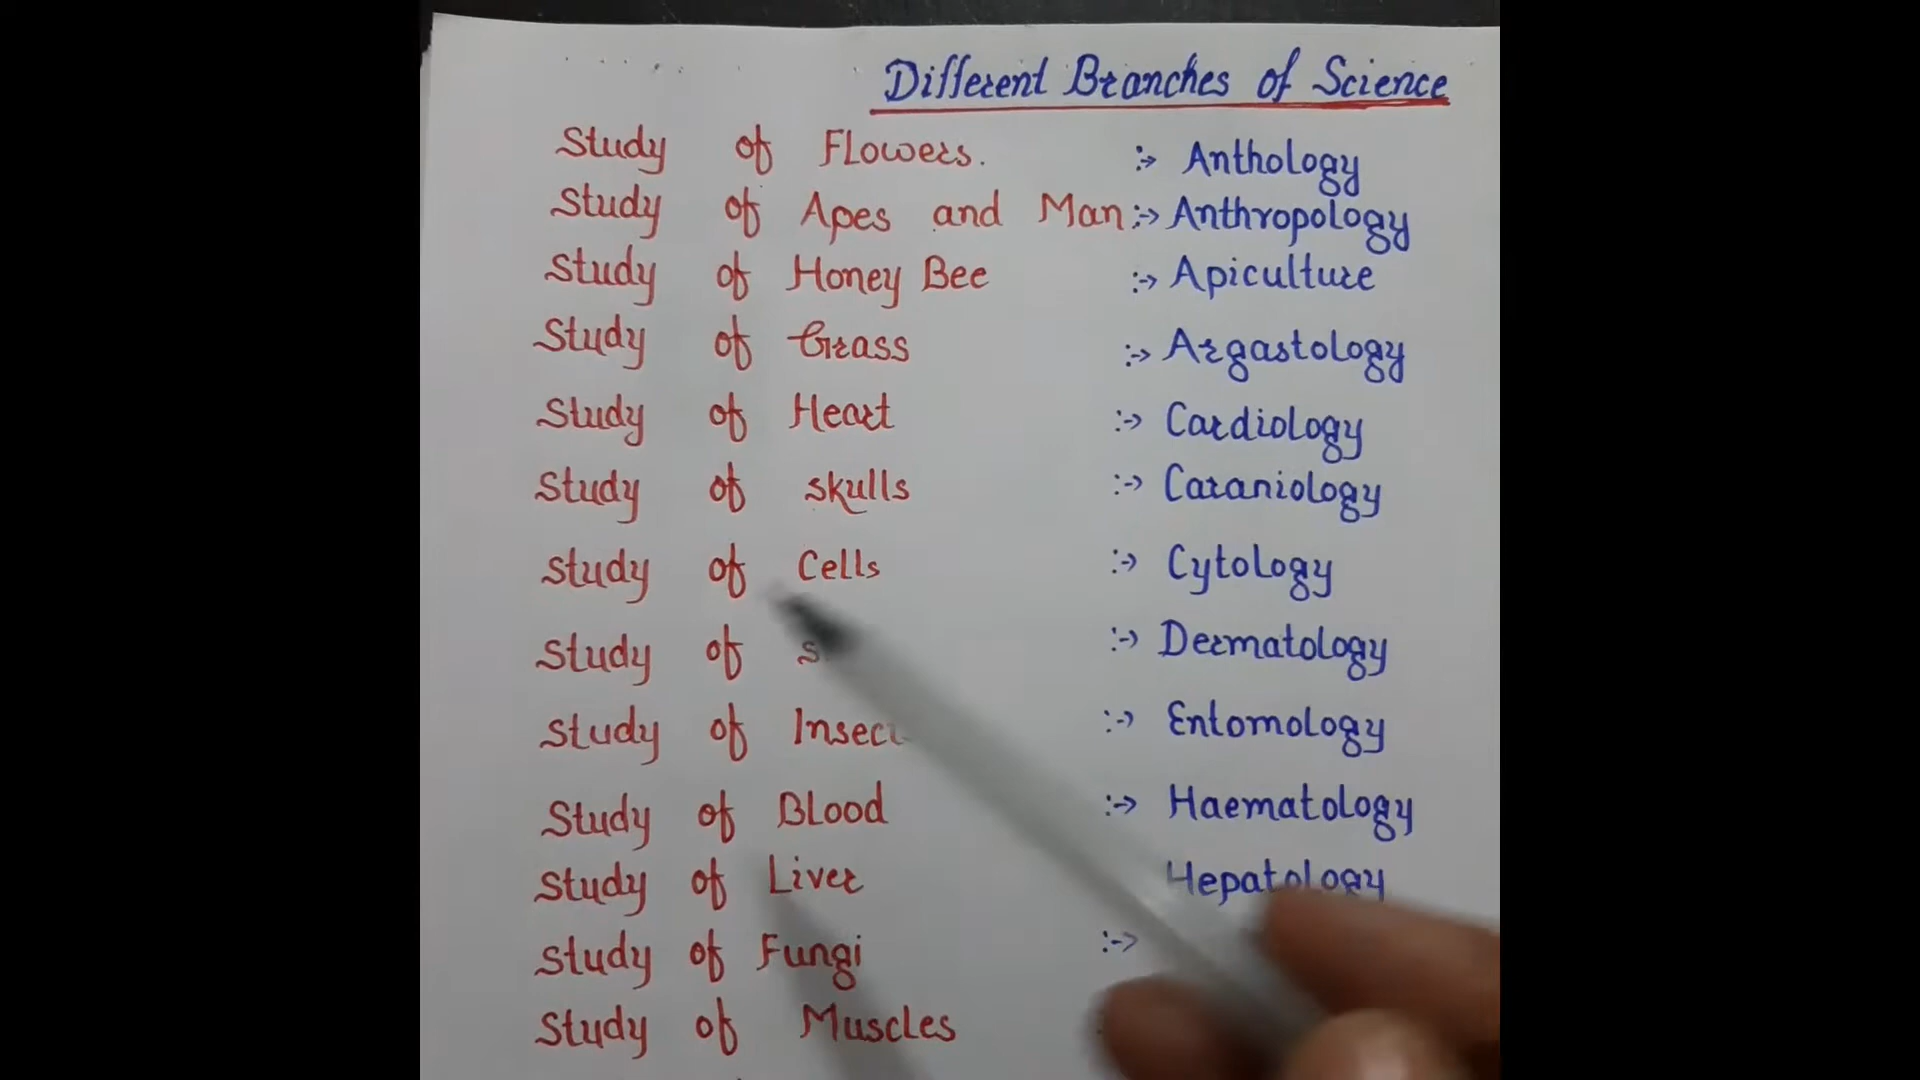 Different Branches of Science
Study of Flowers. :-> Anthology
Study of Apes and Man :-> Anthropology
Study of Honey Bee :-> Apiculture
Study of Grass :-> Argastology
Study of Heart :-> Cardiology
Study of skulls :-> Caraniology
study of Cells :-> Cytology
Study of :-> Dermatology
Study of :-> Entomology
Study of Blood :-> Haematology
Study of Liver Hepatology
Study of Fungi :->
Study of Muscles